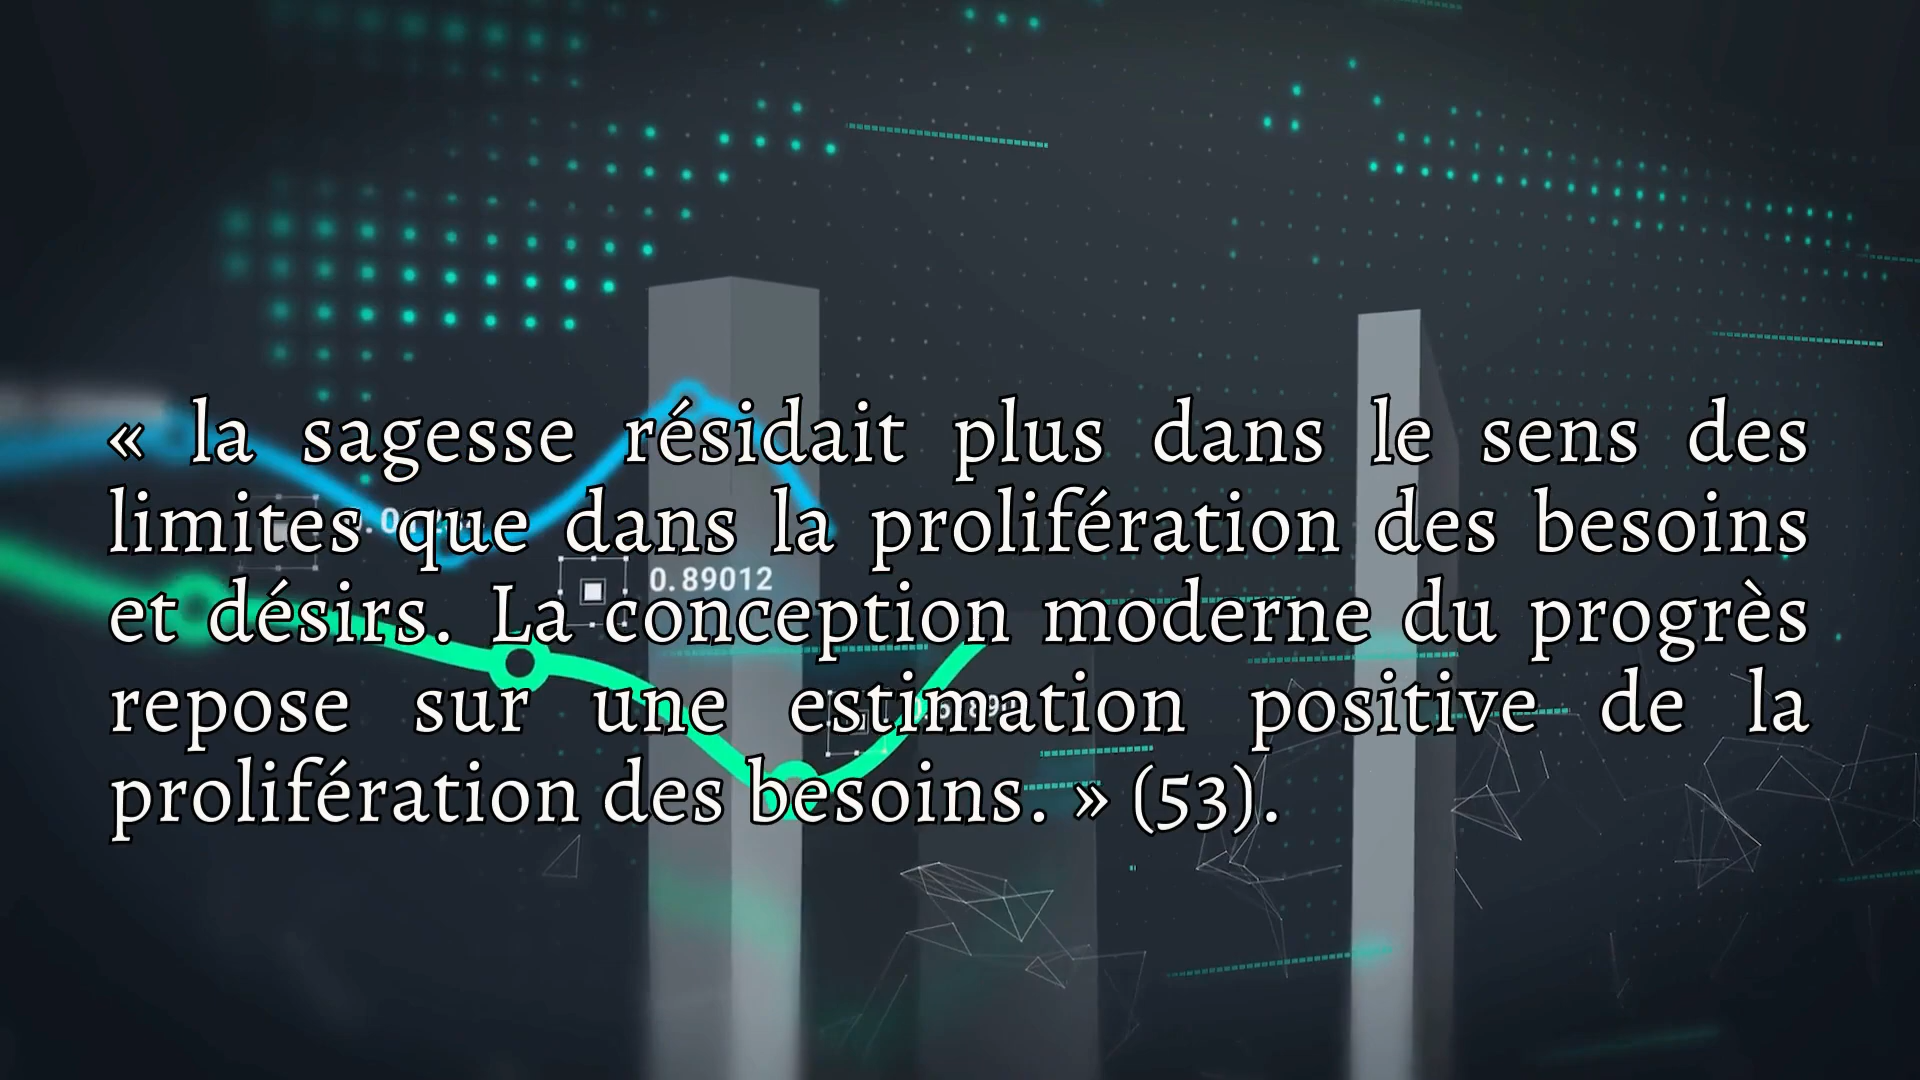 « la sagesse résidait plus dans le sens des
limites que dans la prolifération des besoins
et désirs. La conception moderne du progrès
repose sur une estimation positive de la
prolifération des besoins. » (53).
0.89012